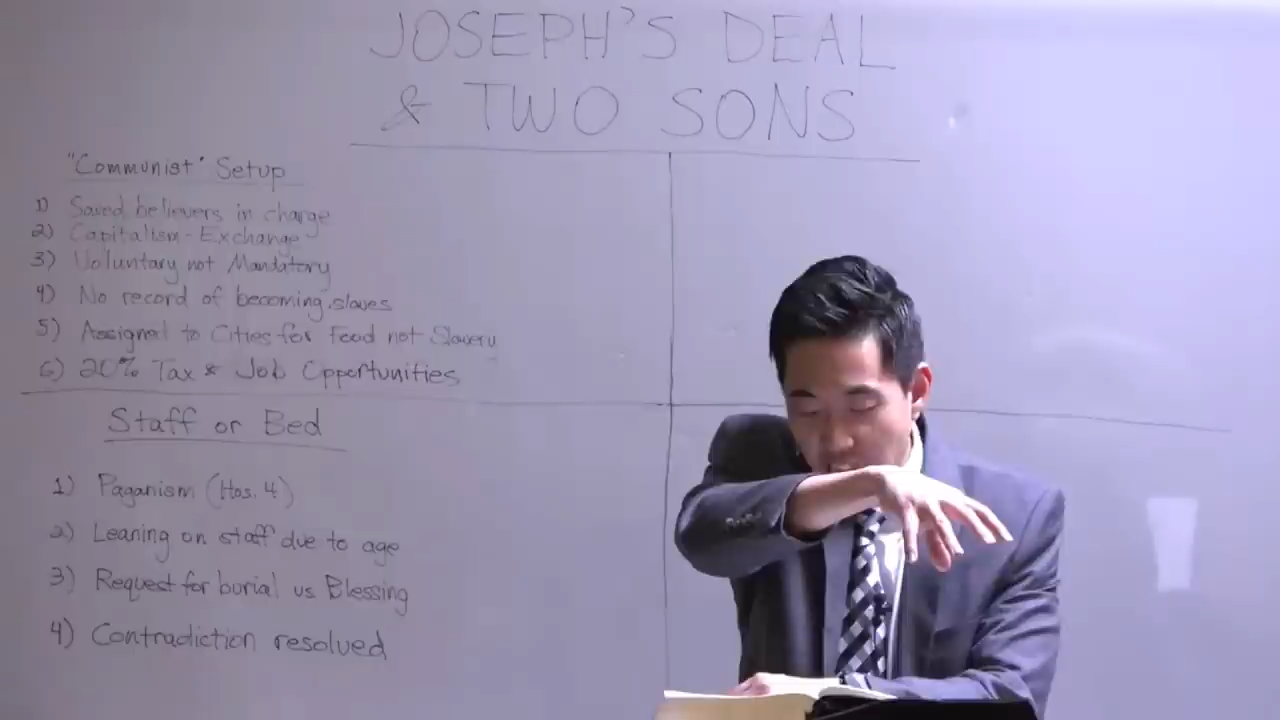 JOSEPH'S DEAL
& TWO SONS
"Communist" Setup
1) Saved believers in charge
2) Capitalism - Exchange
3) Voluntary not Mandatory
4) No record of becoming slaves
5) Assigned to Cities for Food not Slavery
6) 20% Tax & Job Opportunities
Staff or Bed
1) Paganism (Hos. 4)
2) Leaning on staff due to age
3) Request for burial vs Blessing
4) Contradiction resolved